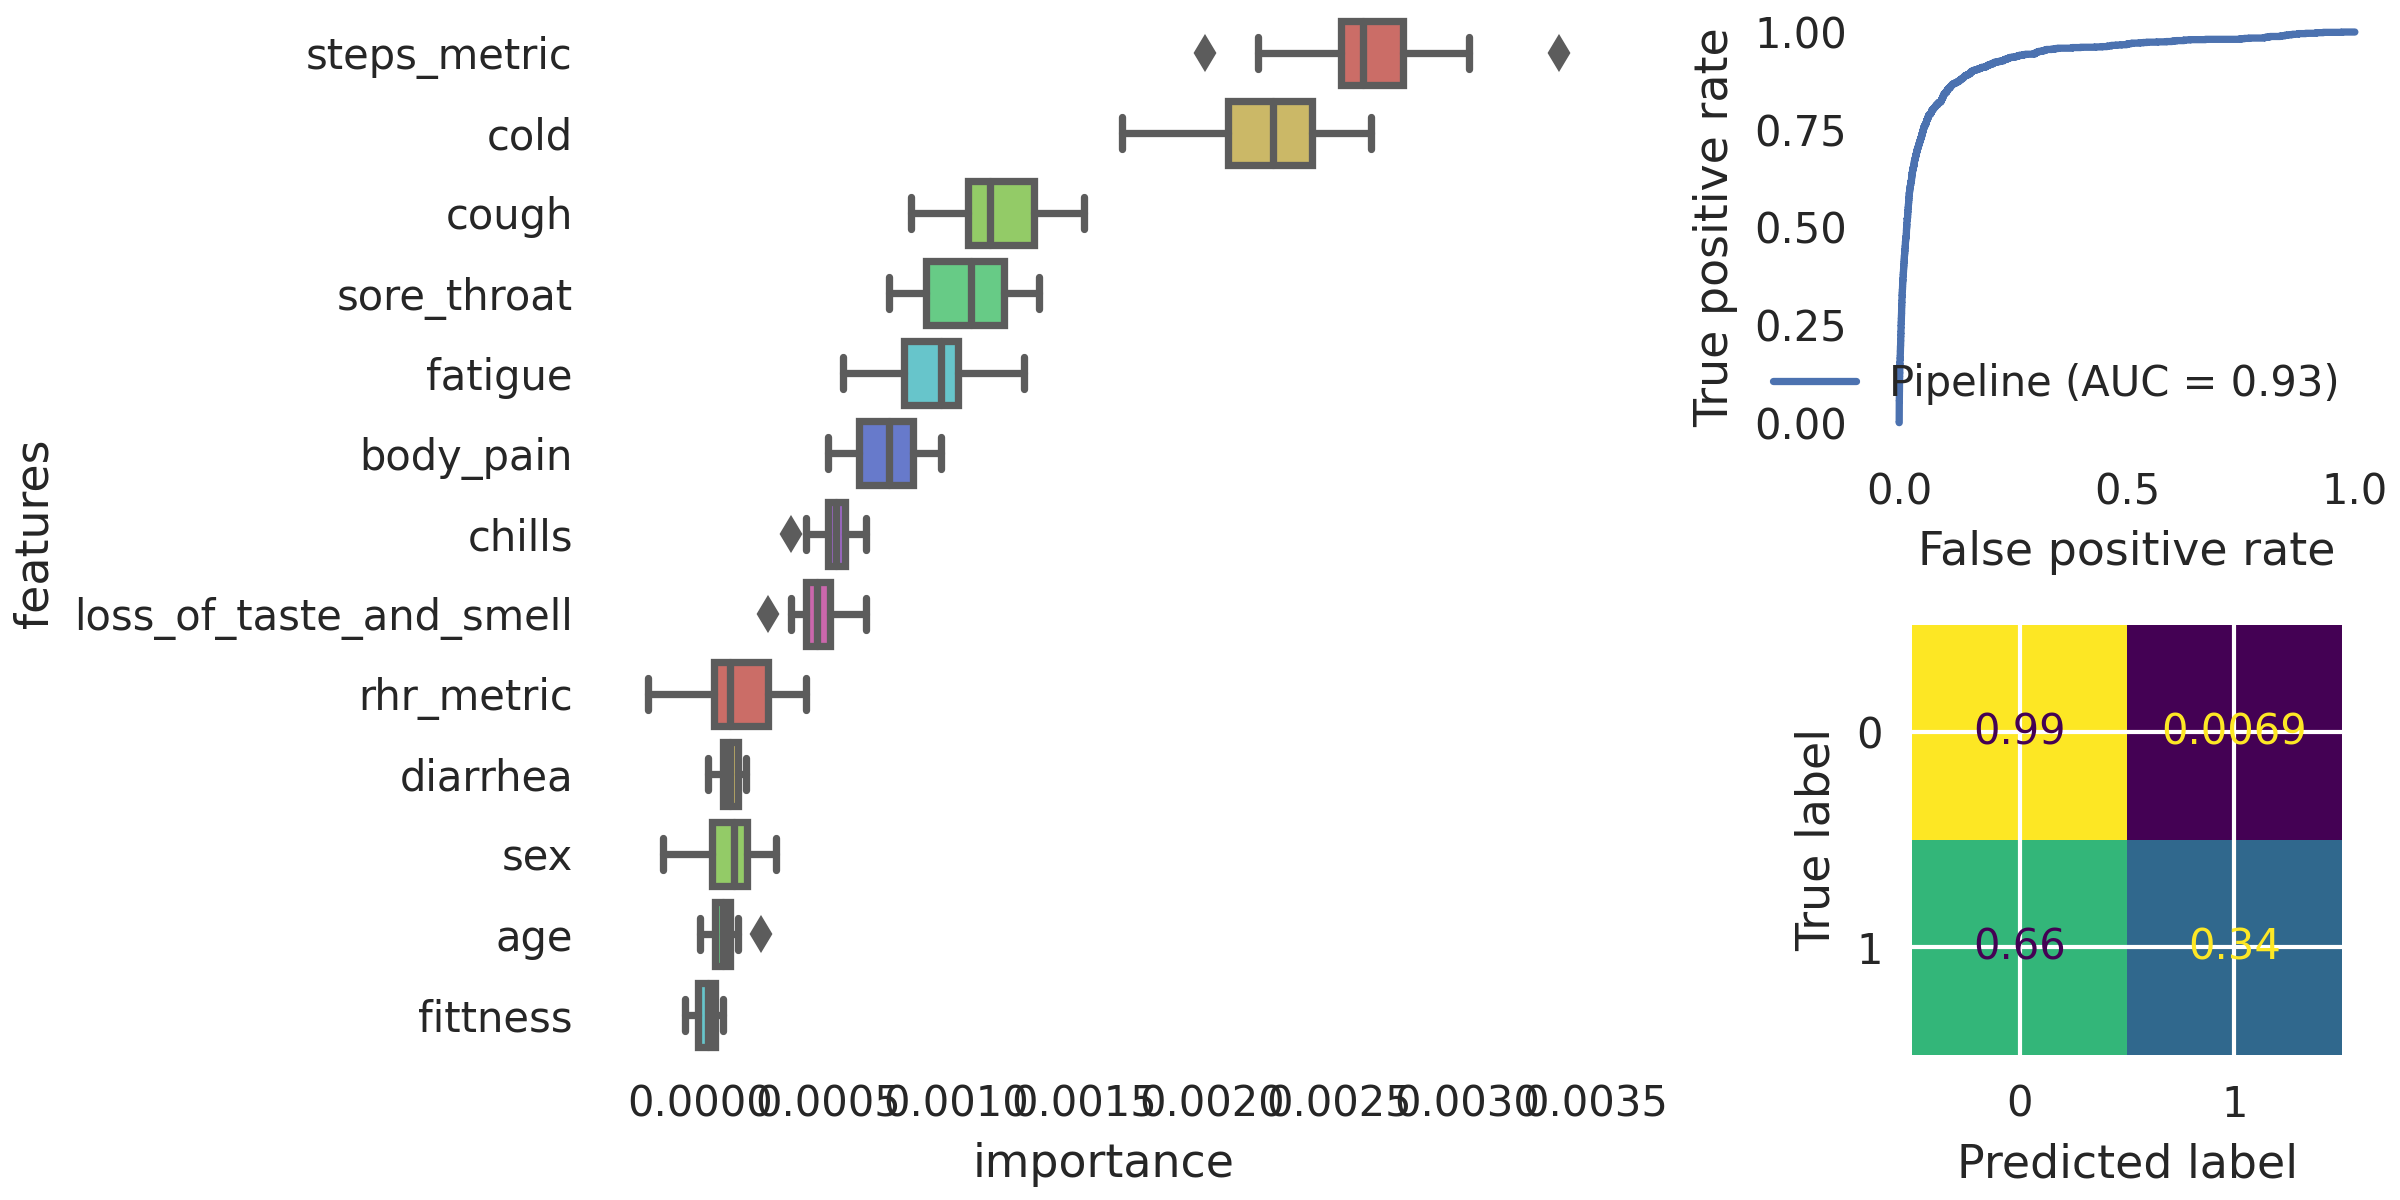 features
steps_metric
cold
cough
sore_throat
fatigue
body_pain
chills
loss_of_taste_and_smell
rhr_metric
diarrhea
sex
age
fittness
0.0000 0.0005 0.0010 0.0015 0.0020 0.0025 0.0030 0.0035
importance
True positive rate
1.00
0.75
0.50
0.25
0.00
Pipeline (AUC = 0.93)
0.0 0.5 1.0
False positive rate
True label
0
1
0.99 0.0069
0.66 0.34
0 1
Predicted label